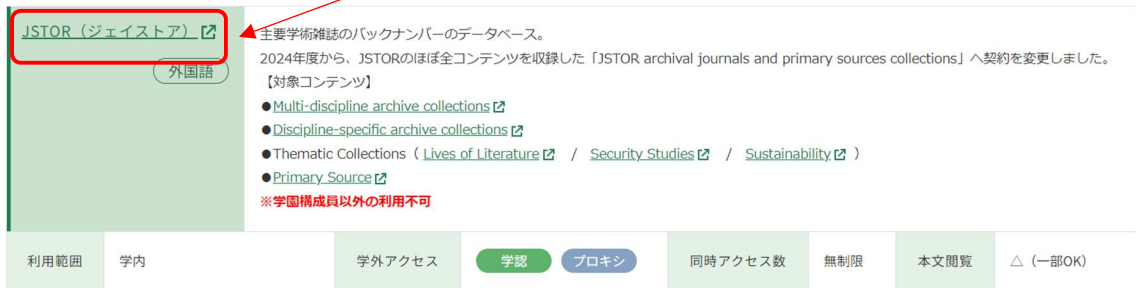 JSTOR（ジェイストア）
外国語
主要学術雑誌のバックナンバーのデータベース。
2024年度から、JSTORのほぼ全コンテンツを収録した「JSTOR archival journals and primary sources collections」へ契約を変更しました。
【対象コンテンツ】
●Multi-discipline archive collections
●Discipline-specific archive collections
●Thematic Collections（ Lives of Literature / Security Studies / Sustainability ）
●Primary Source
※学園構成員以外の利用不可
利用範囲 学内 学外アクセス 学認 プロキシ 同時アクセス数 無制限 本文閲覧 △（一部OK）